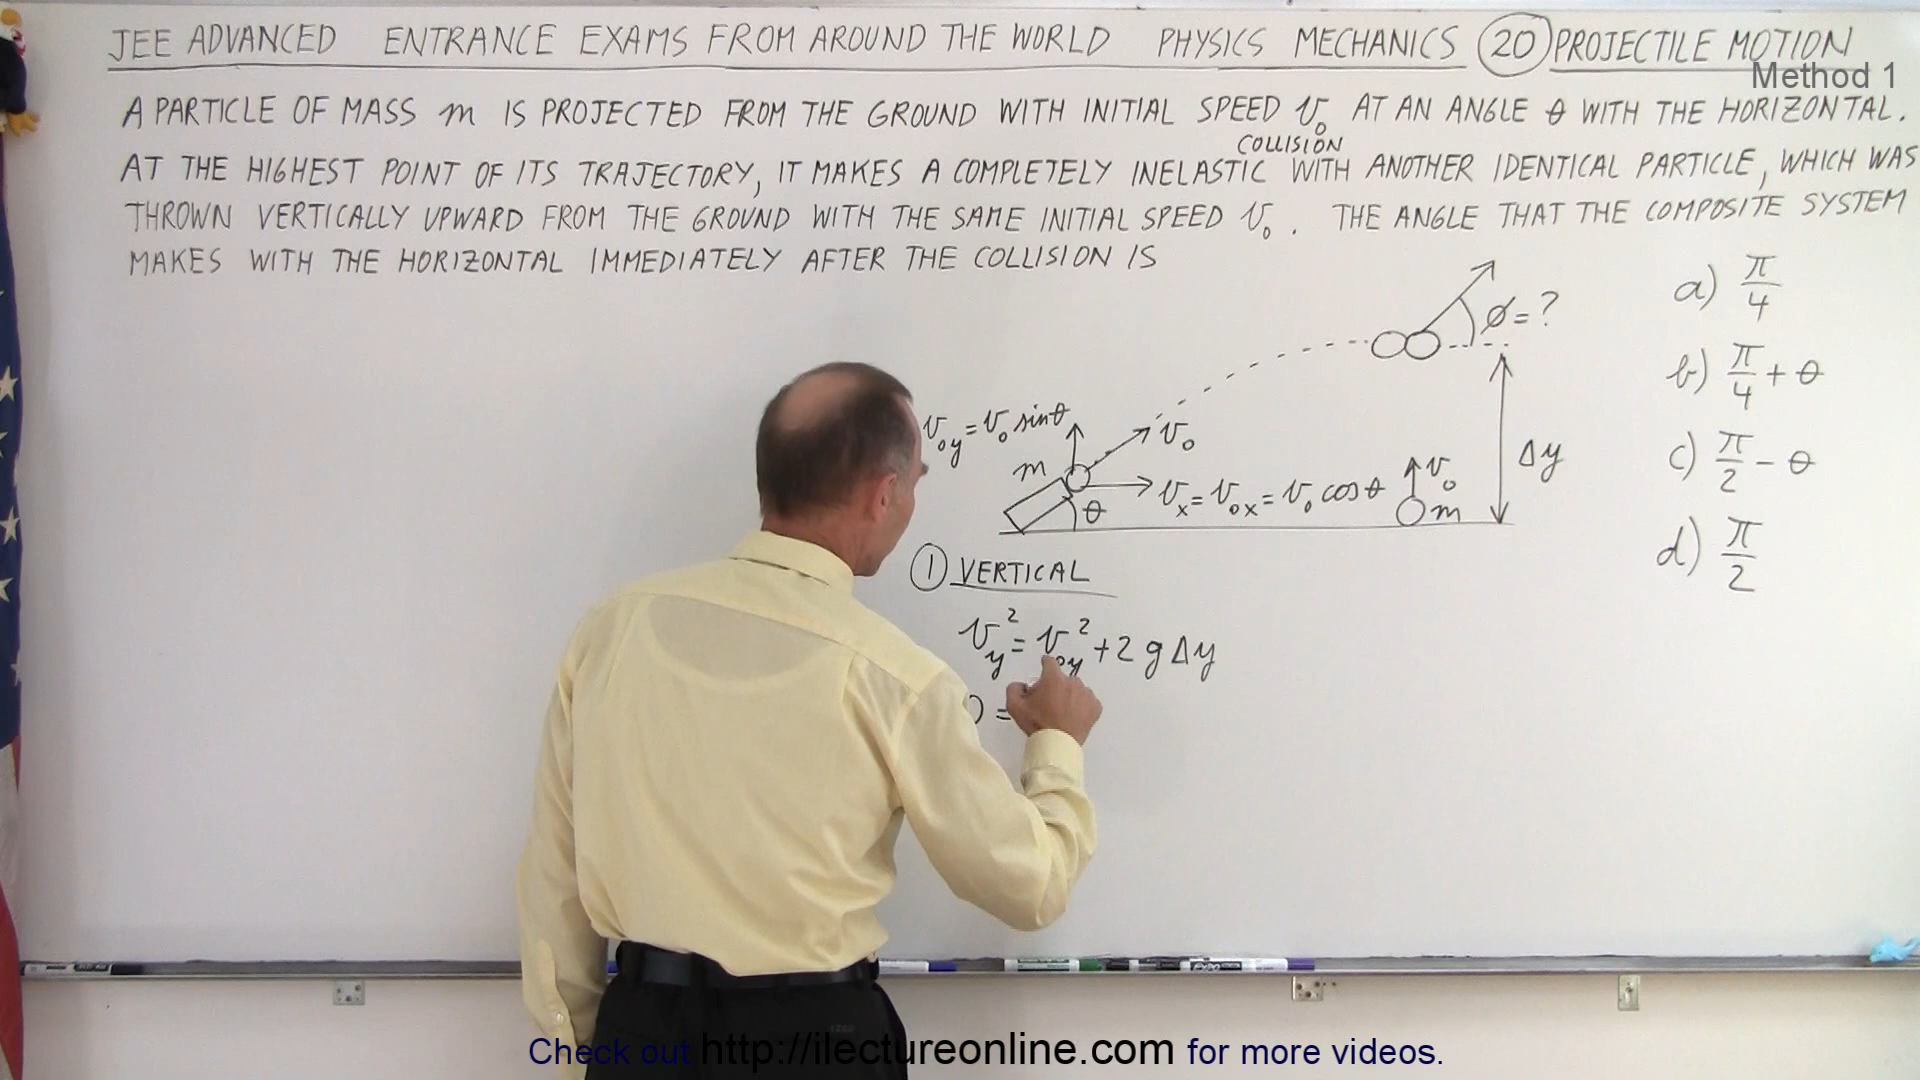 JEE ADVANCED ENTRANCE EXAMS FROM AROUND THE WORLD PHYSICS MECHANICS 20 PROJECTILE MOTION
Method 1
A PARTICLE OF MASS m IS PROJECTED FROM THE GROUND WITH INITIAL SPEED v₀ AT AN ANGLE θ WITH THE HORIZONTAL.
COLLISION
AT THE HIGHEST POINT OF ITS TRAJECTORY, IT MAKES A COMPLETELY INELASTIC WITH ANOTHER IDENTICAL PARTICLE, WHICH WAS
THROWN VERTICALLY UPWARD FROM THE GROUND WITH THE SAME INITIAL SPEED v₀. THE ANGLE THAT THE COMPOSITE SYSTEM
MAKES WITH THE HORIZONTAL IMMEDIATELY AFTER THE COLLISION IS
a) π/4
ϕ = ?
b) π/4 + θ
v₀y = v₀ sinθ
v₀
c) π/2 - θ
Δy
m
v₀
vₓ = v₀ₓ = v₀ cosθ
m
θ
d) π/2
1 VERTICAL
v_y² = v₀y² + 2gΔy
0 =
Check out http://ilectureonline.com for more videos.